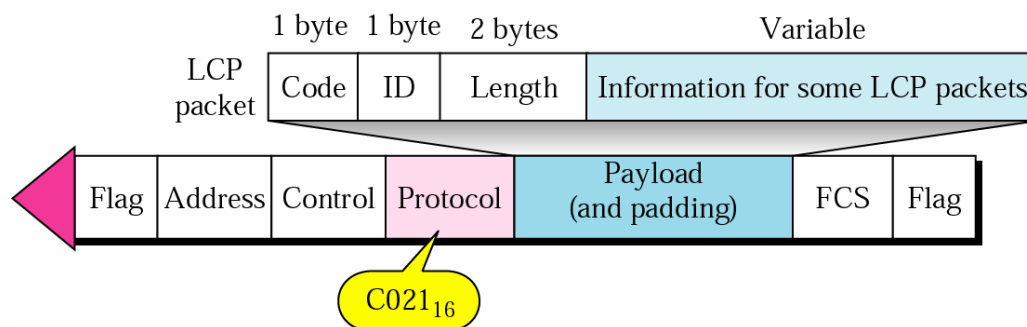 1 byte 1 byte 2 bytes Variable
LCP packet Code ID Length Information for some LCP packets
Flag Address Control Protocol Payload (and padding) FCS Flag
C021₁₆